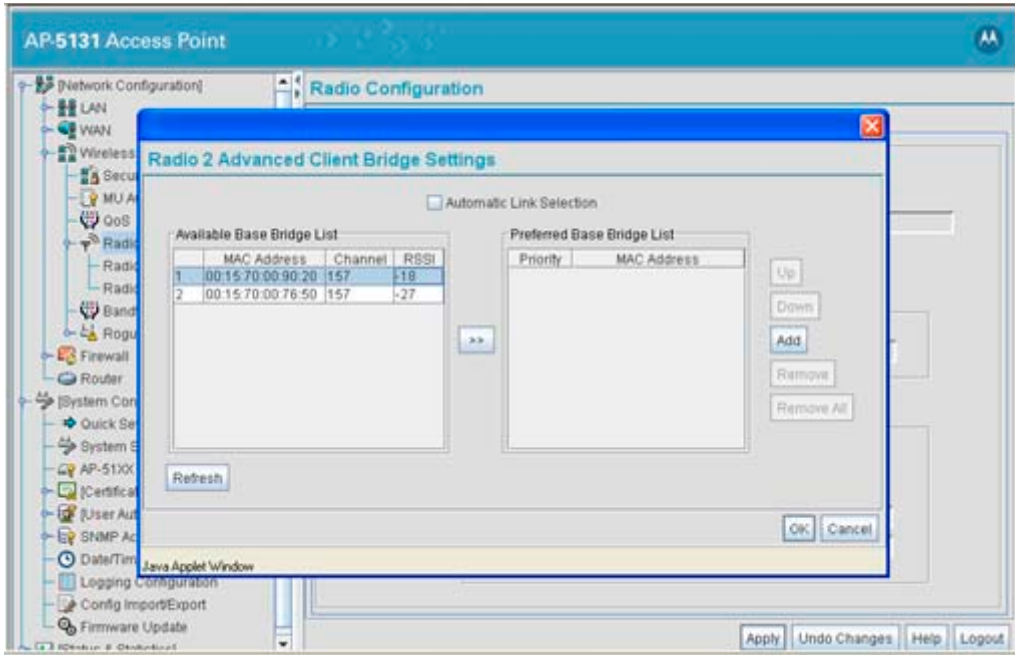 AP-5131 Access Point
[Network Configuration]
LAN
WAN
Wireless
Secu
MU A
QoS
Radio
Radio
Radio
Band
Rogu
Firewall
Router
[System Con
Quick Se
System S
AP-51XX
[Certificat
[User Aut
SNMP Ac
Date/Tim
Logging Configuration
Config Import/Export
Firmware Update
[Status & Statistics]
Radio Configuration
Radio 2 Advanced Client Bridge Settings
Automatic Link Selection
Available Base Bridge List
MAC Address Channel RSSI
1 00:15:70:00:90:20 157 -18
2 00:15:70:00:76:50 157 -27
>>
Preferred Base Bridge List
Priority MAC Address
Up
Down
Add
Remove
Remove All
Refresh
OK Cancel
Java Applet Window
Apply Undo Changes Help Logout